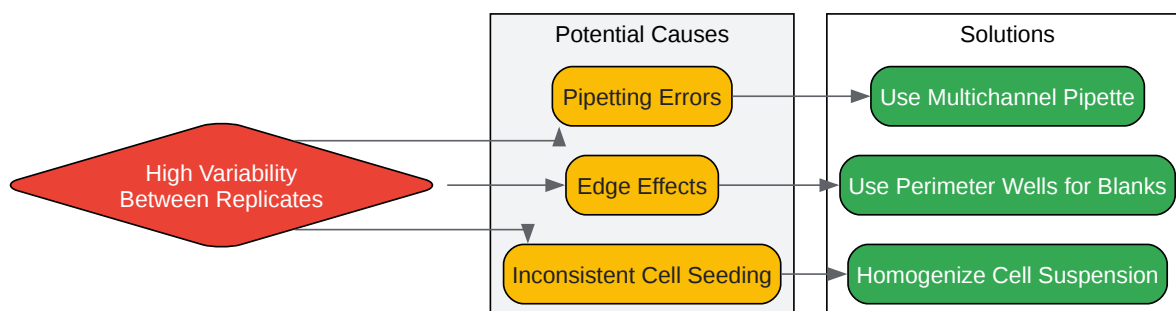 Potential Causes
Solutions
Pipetting Errors
Use Multichannel Pipette
High Variability
Between Replicates
Edge Effects
Use Perimeter Wells for Blanks
Inconsistent Cell Seeding
Homogenize Cell Suspension